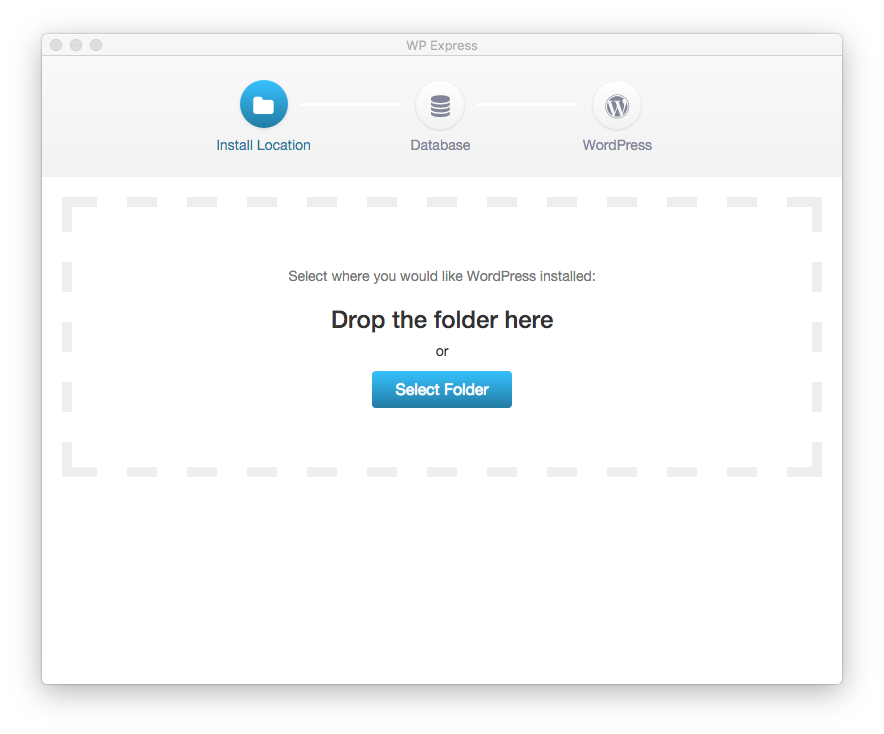 WP Express
Install Location
Database
WordPress
Select where you would like WordPress installed:
Drop the folder here
or
Select Folder